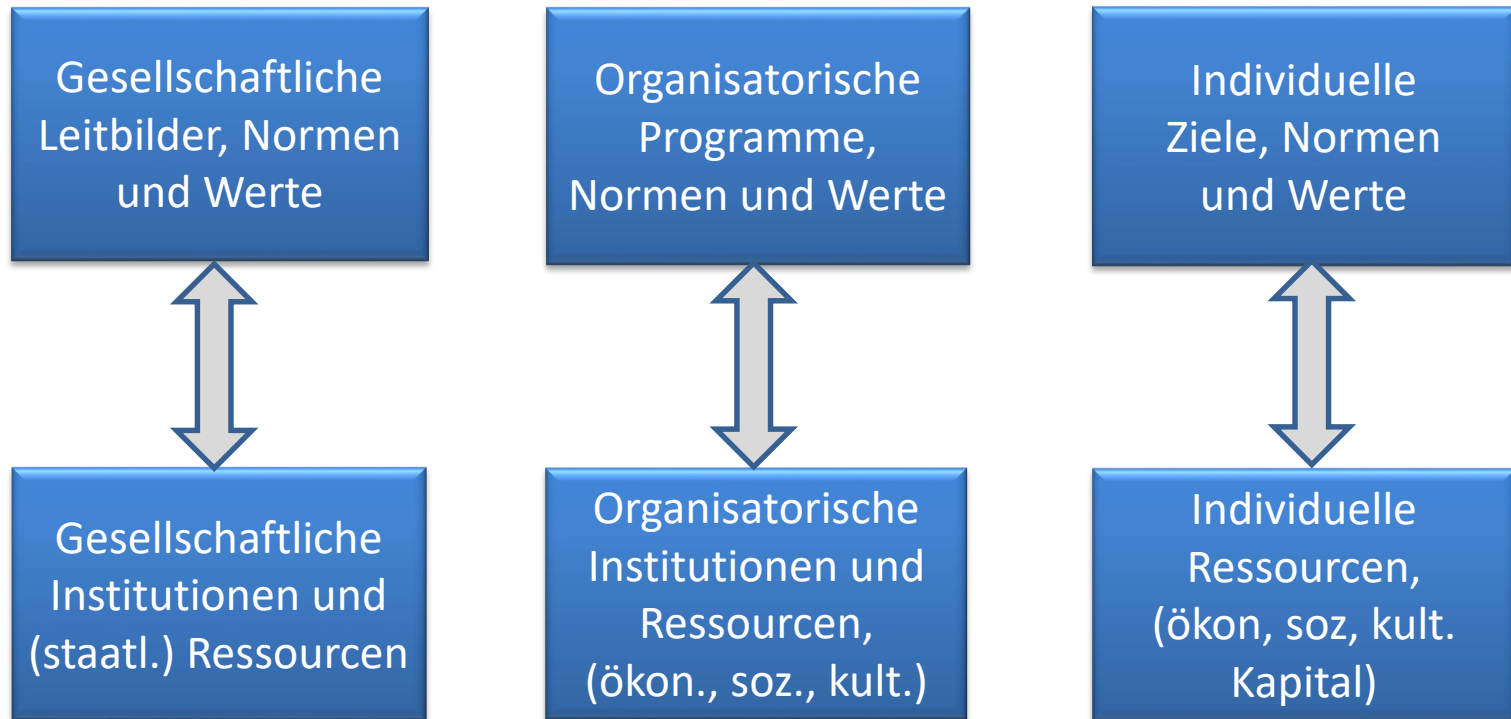 Gesellschaftliche
Leitbilder, Normen
und Werte
Organisatorische
Programme,
Normen und Werte
Individuelle
Ziele, Normen
und Werte
Gesellschaftliche
Institutionen und
(staatl.) Ressourcen
Organisatorische
Institutionen und
Ressourcen,
(ökon., soz., kult.)
Individuelle
Ressourcen,
(ökon, soz, kult.
Kapital)